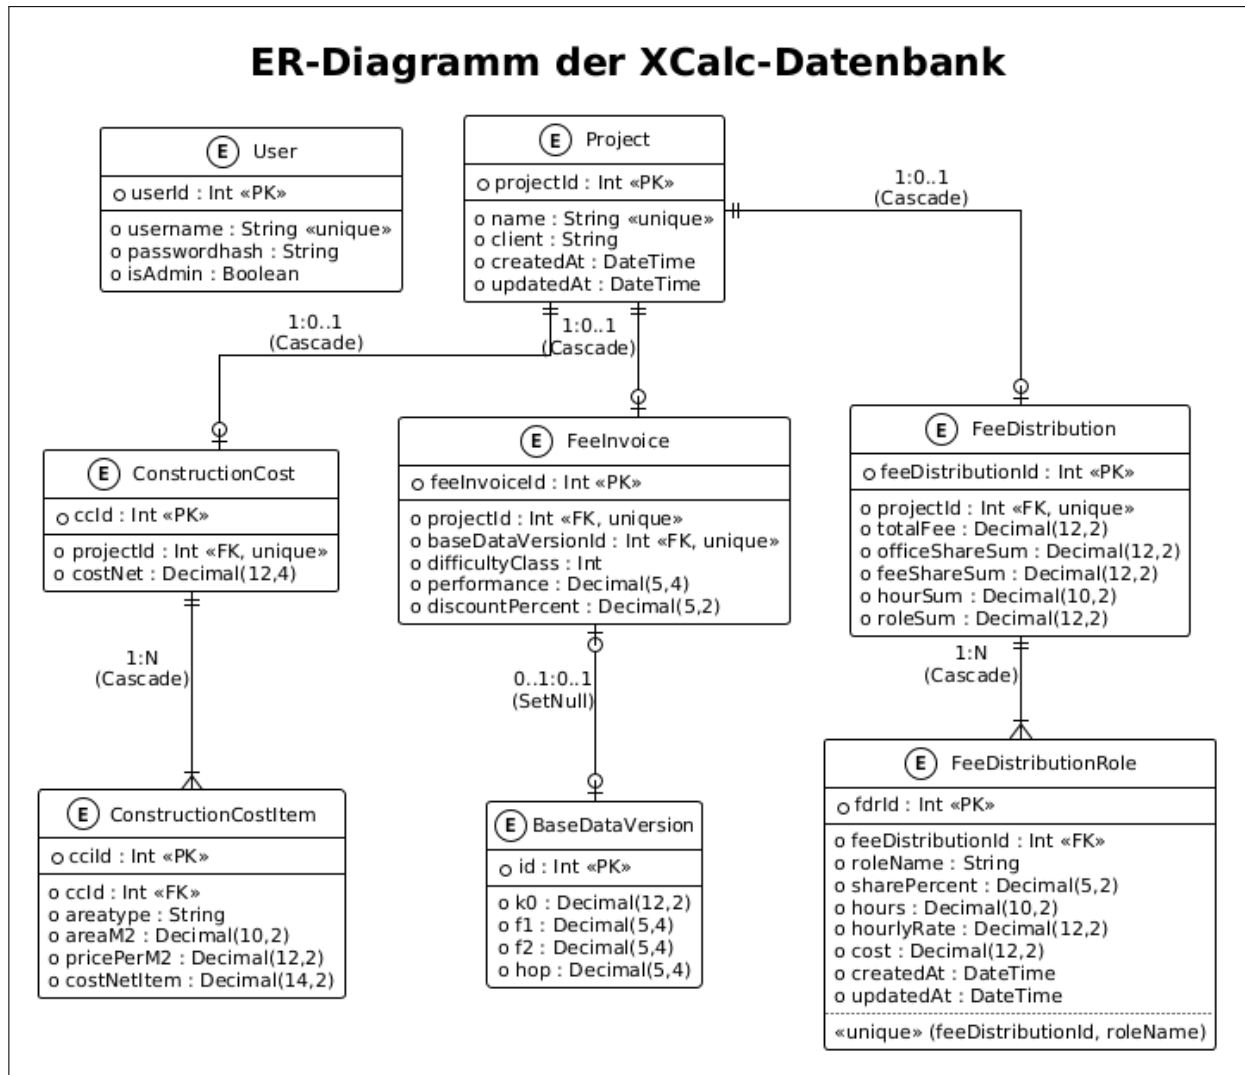 ER-Diagramm der XCalc-Datenbank
E User
userId : Int «PK»
username : String «unique»
passwordhash : String
isAdmin : Boolean
E Project
projectId : Int «PK»
name : String «unique»
client : String
createdAt : DateTime
updatedAt : DateTime
1:0..1
(Cascade)
1:0..1
(Cascade)
1:0..1
(Cascade)
E ConstructionCost
ccId : Int «PK»
projectId : Int «FK, unique»
costNet : Decimal(12,4)
E FeeInvoice
feeInvoiceId : Int «PK»
projectId : Int «FK, unique»
baseDataVersionId : Int «FK, unique»
difficultyClass : Int
performance : Decimal(5,4)
discountPercent : Decimal(5,2)
E FeeDistribution
feeDistributionId : Int «PK»
projectId : Int «FK, unique»
totalFee : Decimal(12,2)
officeShareSum : Decimal(12,2)
feeShareSum : Decimal(12,2)
hourSum : Decimal(10,2)
roleSum : Decimal(12,2)
1:N
(Cascade)
0..1:0..1
(SetNull)
1:N
(Cascade)
E ConstructionCostItem
cciId : Int «PK»
ccId : Int «FK»
areatype : String
areaM2 : Decimal(10,2)
pricePerM2 : Decimal(12,2)
costNetItem : Decimal(14,2)
E BaseDataVersion
id : Int «PK»
k0 : Decimal(12,2)
f1 : Decimal(5,4)
f2 : Decimal(5,4)
hop : Decimal(5,4)
E FeeDistributionRole
fdrId : Int «PK»
feeDistributionId : Int «FK»
roleName : String
sharePercent : Decimal(5,2)
hours : Decimal(10,2)
hourlyRate : Decimal(12,2)
cost : Decimal(12,2)
createdAt : DateTime
updatedAt : DateTime
«unique» (feeDistributionId, roleName)